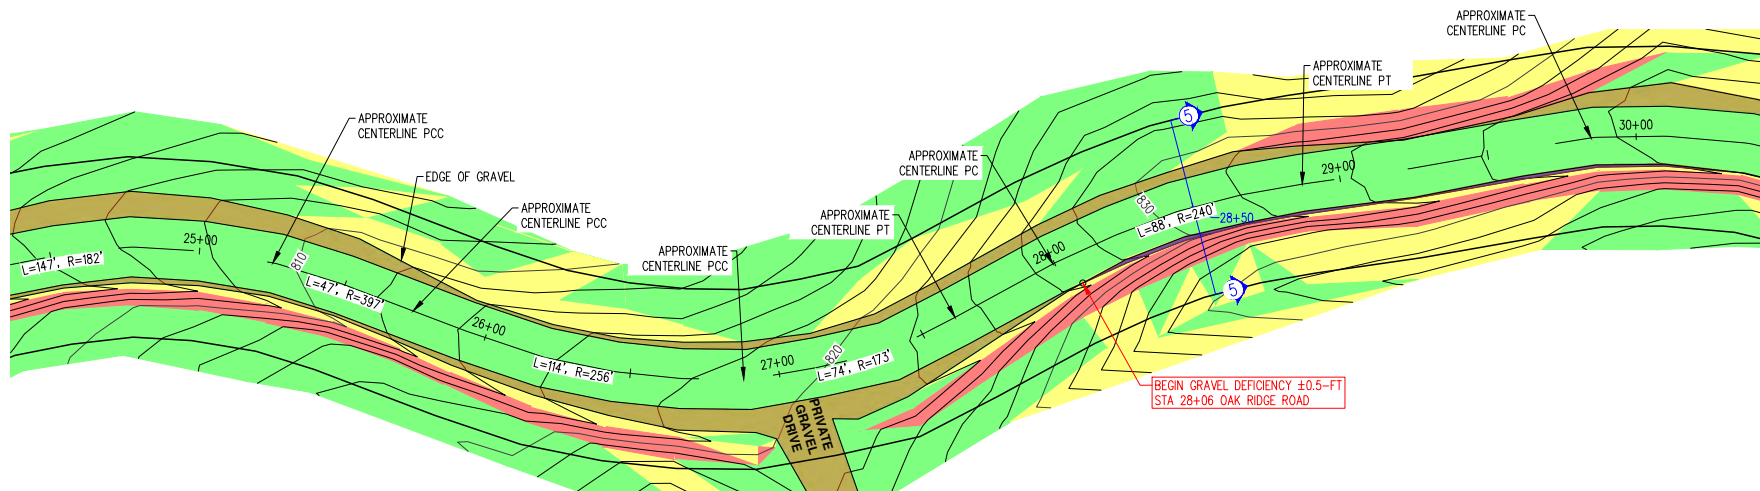 APPROXIMATE
CENTERLINE PC
APPROXIMATE
CENTERLINE PT
5
APPROXIMATE
CENTERLINE PCC
30+00
APPROXIMATE
CENTERLINE PC
29+00
EDGE OF GRAVEL
830
APPROXIMATE
CENTERLINE PCC
APPROXIMATE
CENTERLINE PT
L=88', R=240'
28+50
25+00
28+00
APPROXIMATE
CENTERLINE PCC
L=147', R=182'
810
L=47', R=397'
5
26+00
820
27+00
L=114', R=256'
L=74', R=173'
BEGIN GRAVEL DEFICIENCY ±0.5-FT
STA 28+06 OAK RIDGE ROAD
PRIVATE
GRAVEL
DRIVE